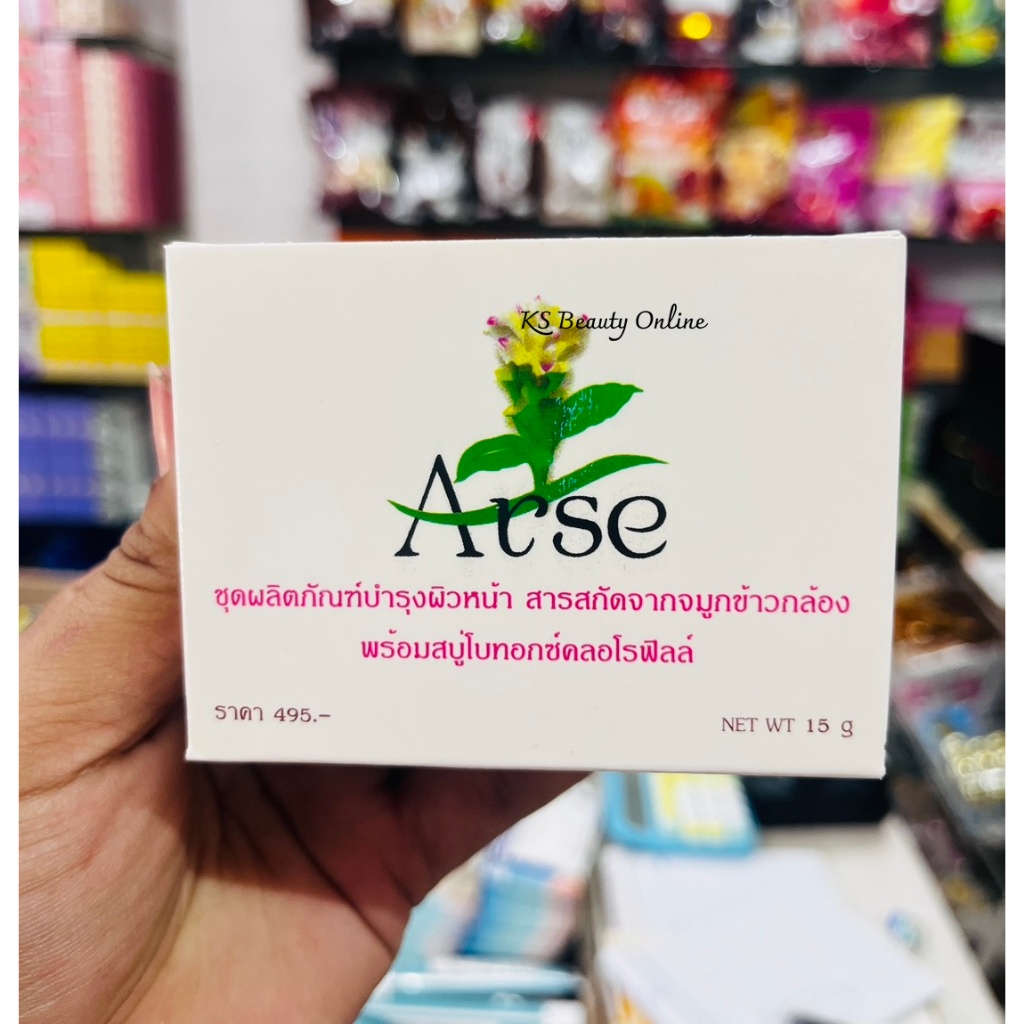 KS Beauty Online
Arse
ชุดผลิตภัณฑ์บำรุงผิวหน้า สารสกัดจากจมูกข้าวกล้อง
พร้อมสบู่โบทอกซ์คลอโรฟิลล์
ราคา 495.-
NET WT 15 g